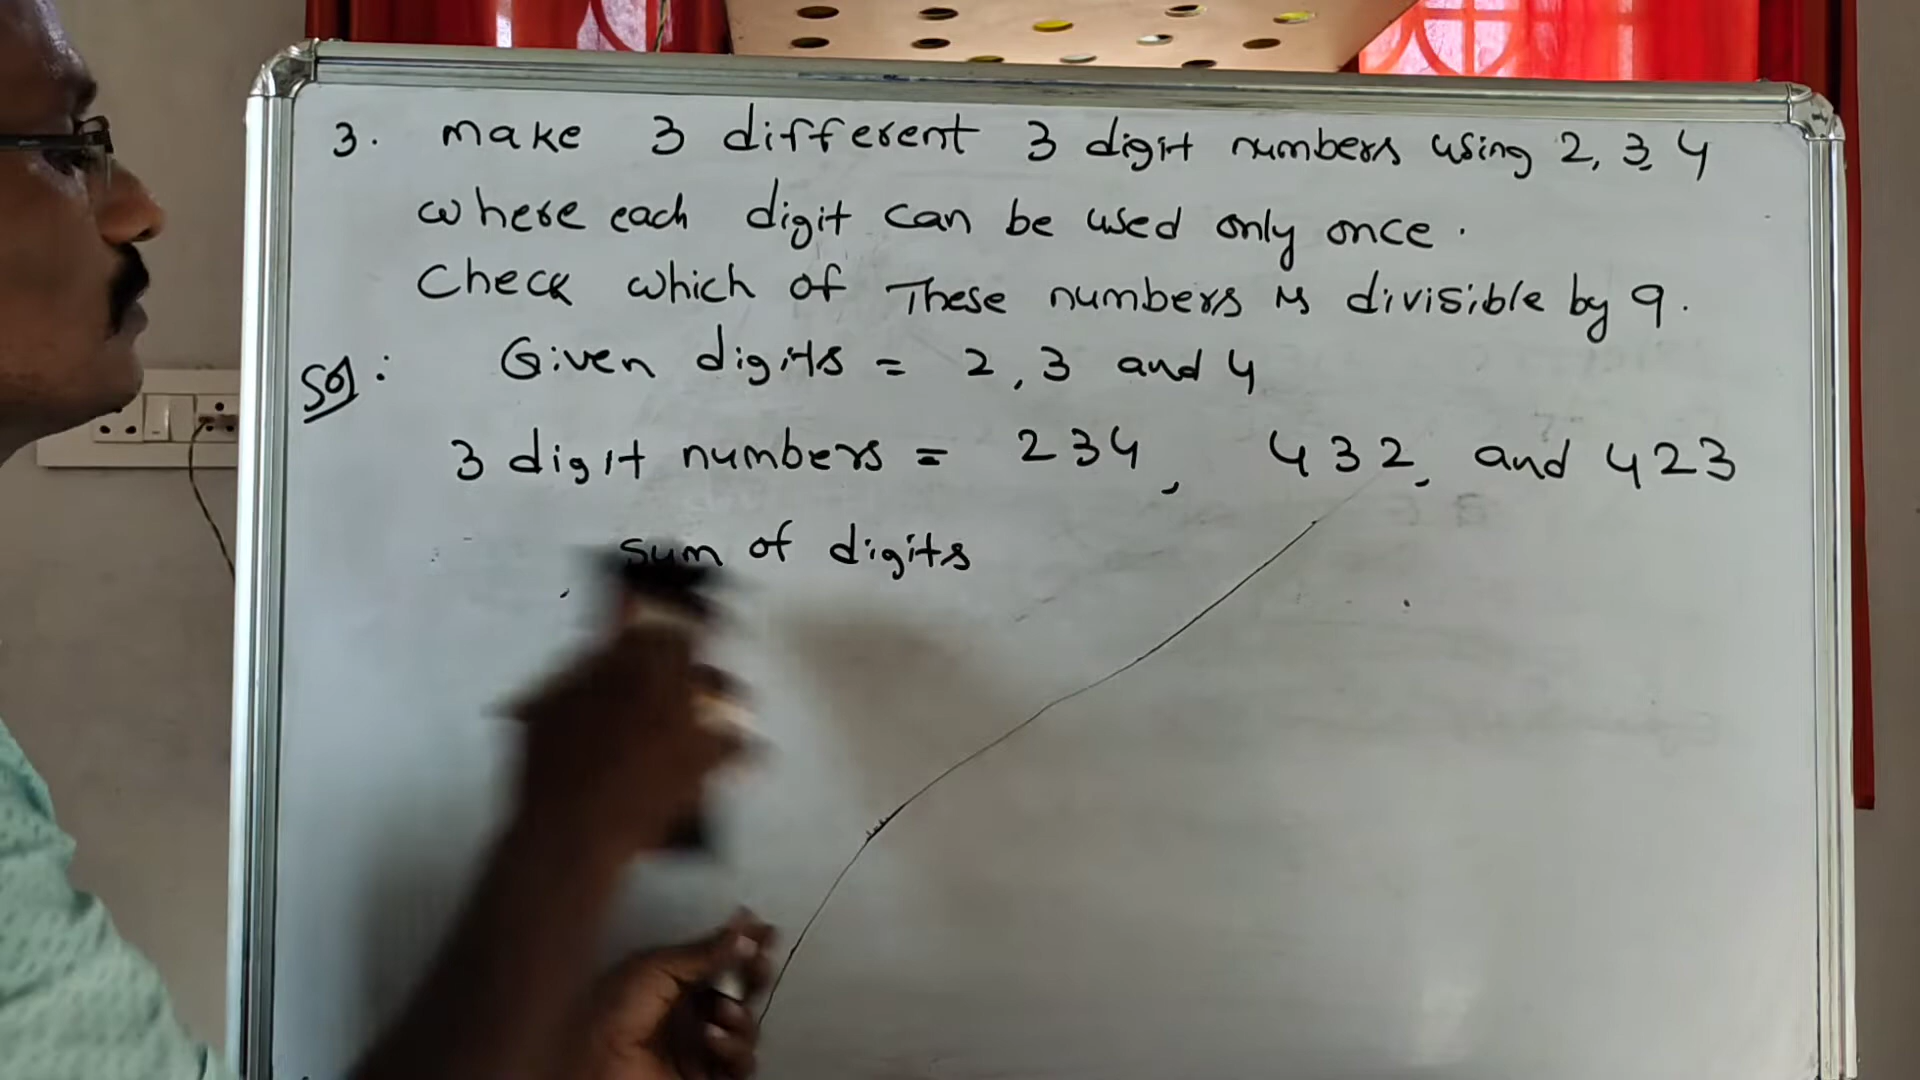 3. make 3 different 3 digit numbers using 2, 3, 4
where each digit can be used only once.
Check which of These numbers is divisible by 9.
Sol: Given digits = 2, 3 and 4
3 digit numbers = 234, 432, and 423
sum of digits